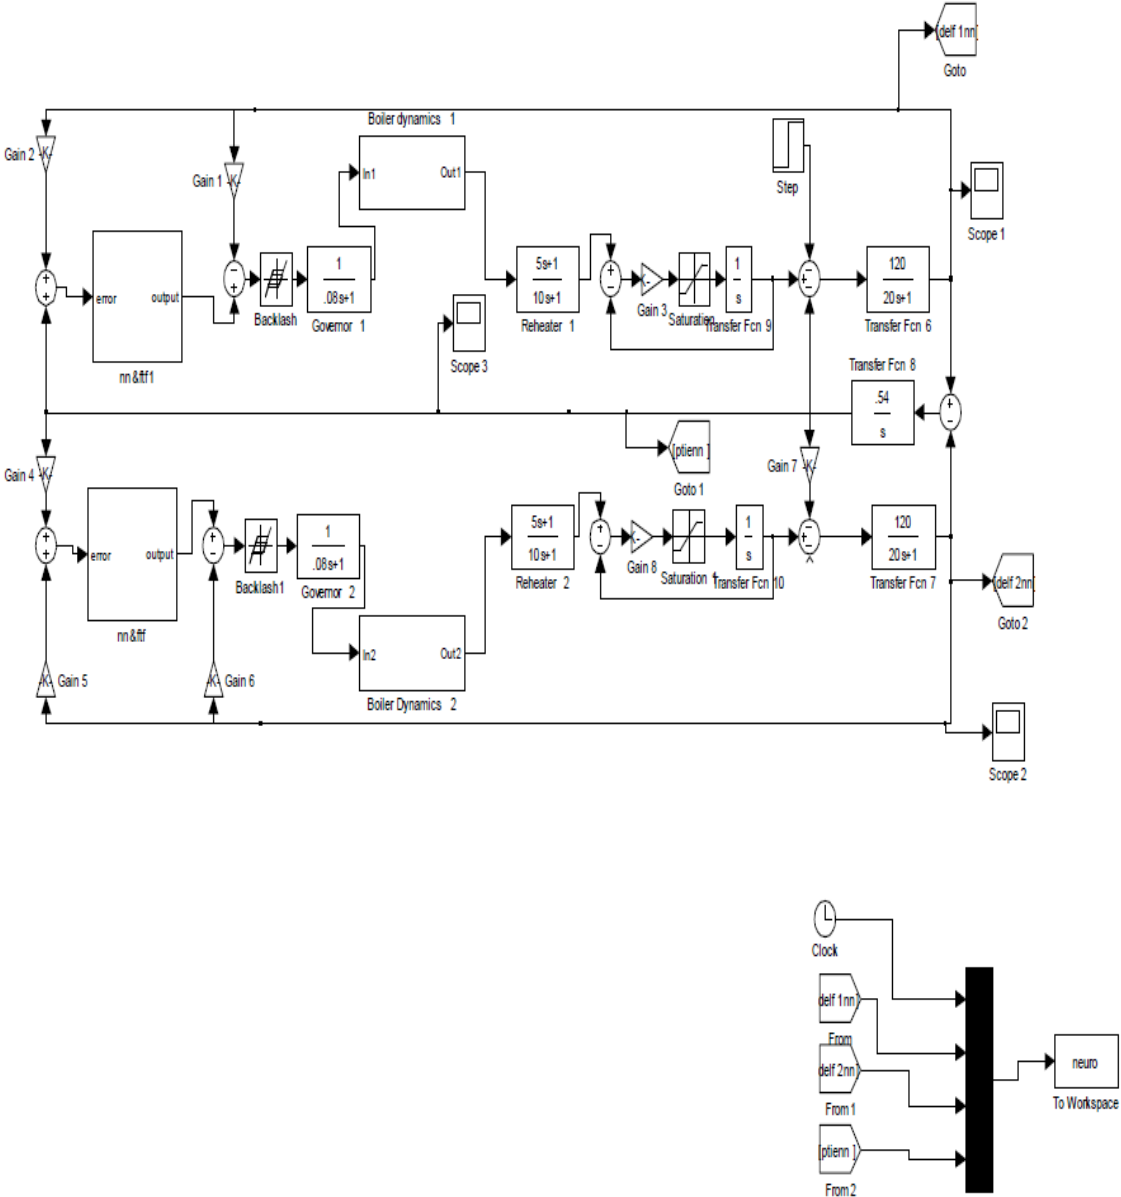 [delf 1nn]
Goto
Boiler dynamics 1
Gain 2
-K-
Gain 1
-K-
In1
Out1
Step
Scope 1
+
+
error
output
nn &ftf1
-
+
Backlash
1
.08s+1
Governor 1
5s+1
10s+1
Reheater 1
+
-
K-
Gain 3
Saturation
1
s
Transfer Fcn 9
120
20s+1
Transfer Fcn 6
Scope 3
Transfer Fcn 8
.54
s
+
-
Gain 4
-K-
[ptienn ]
Goto 1
Gain 7
-K-
+
+
error
output
nn &ftf
+
-
Backlash1
1
.08s+1
Governor 2
5s+1
10s+1
Reheater 2
+
-
K-
Gain 8
Saturation 1
1
s
Transfer Fcn 10
120
20s+1
Transfer Fcn 7
[delf 2nn]
Goto 2
-K-
Gain 5
-K-
Gain 6
In2
Out2
Boiler Dynamics 2
Scope 2
Clock
delf 1nn]
From
delf 2nn]
From 1
[ptienn ]
From 2
neuro
To Workspace